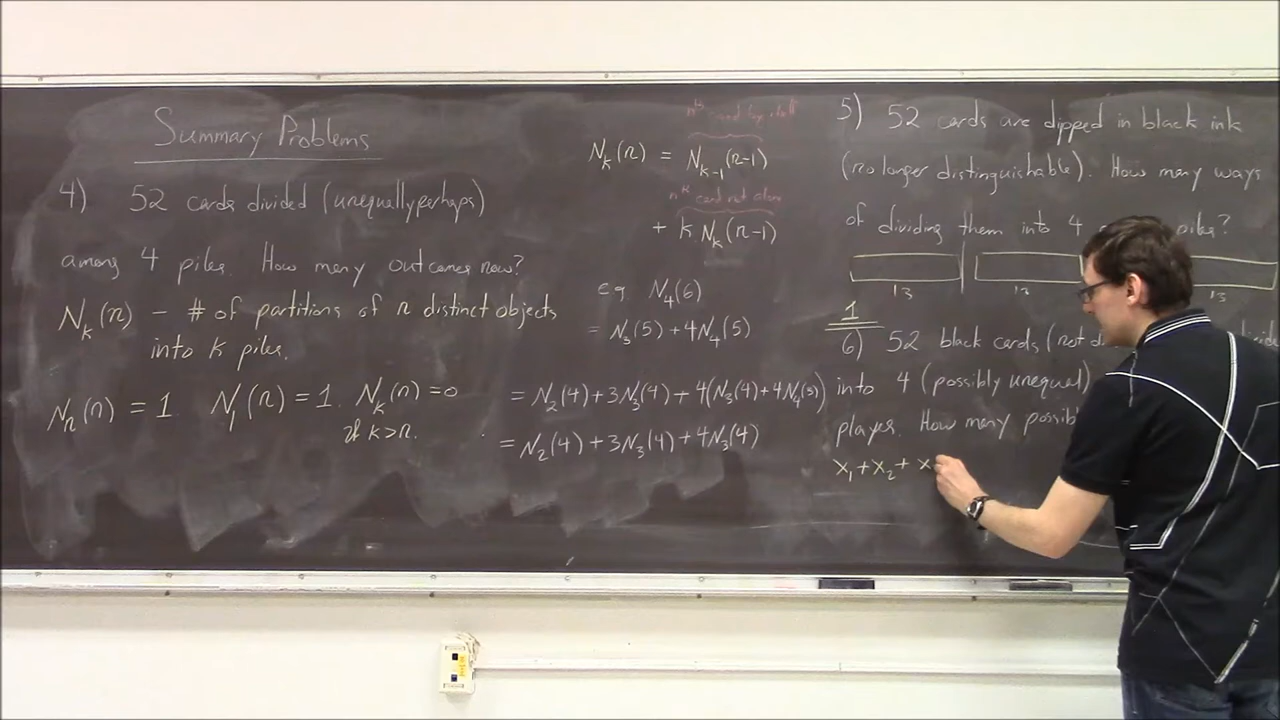 Summary Problems
4) 52 cards divided (unequally perhaps)
among 4 piles. How many outcomes now?
N_k(n) – # of partitions of n distinct objects
into k piles.
N_n(n) = 1. N_1(n) = 1. N_k(n) = 0
if k > n.
N_k(n) = N_{k-1}(n-1)
+ k N_k(n-1)
e.g. N_4(6)
= N_3(5) + 4N_4(5)
= N_2(4) + 3N_3(4) + 4(N_3(4) + 4N_4(4))
= N_2(4) + 3N_3(4) + 4N_3(4)
5) 52 cards are dipped in black ink
(no longer distinguishable). How many ways
of dividing them into 4 piles?
13 13 13
1
6) 52 black cards (not
into 4 (possibly unequal)
player. How many
x_1 + x_2 + x